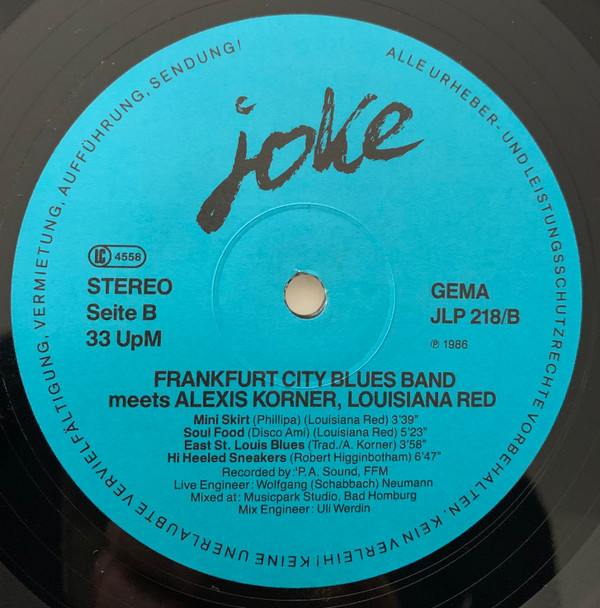 ALLE URHEBER- UND LEISTUNGSSCHUTZRECHTE VORBEHALTEN. KEIN VERLEIH! KEINE UNERLAUBTE VERVIELFÄLTIGUNG, VERMIETUNG, AUFFÜHRUNG, SENDUNG!
joke
LC 4558
STEREO
Seite B
33 UpM
GEMA
JLP 218/B
℗ 1986
FRANKFURT CITY BLUES BAND
meets ALEXIS KORNER, LOUISIANA RED
Mini Skirt (Phillipa) (Louisiana Red) 3'39"
Soul Food (Disco Ami) (Louisiana Red) 5'23"
East St. Louis Blues (Trad./A. Korner) 3'58"
Hi Heeled Sneakers (Robert Higginbotham) 6'47"
Recorded by: 'P.A. Sound, FFM
Live Engineer: Wolfgang (Schabbach) Neumann
Mixed at: Musicpark Studio, Bad Homburg
Mix Engineer: Uli Werdin